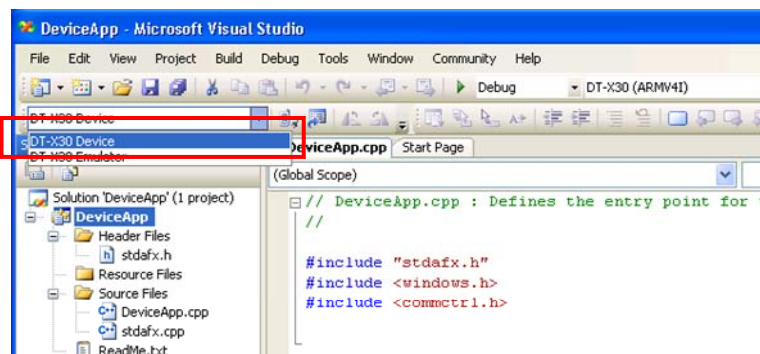 DeviceApp - Microsoft Visual Studio
File Edit View Project Build Debug Tools Window Community Help
Debug DT-X30 (ARMV4I)
DT-X30 Device
DT-X30 Device
DT-X30 Emulator
DeviceApp.cpp Start Page
(Global Scope)
Solution 'DeviceApp' (1 project)
DeviceApp
Header Files
stdafx.h
Resource Files
Source Files
DeviceApp.cpp
stdafx.cpp
ReadMe.txt
// DeviceApp.cpp : Defines the entry point for
//
#include "stdafx.h"
#include <windows.h>
#include <commctrl.h>